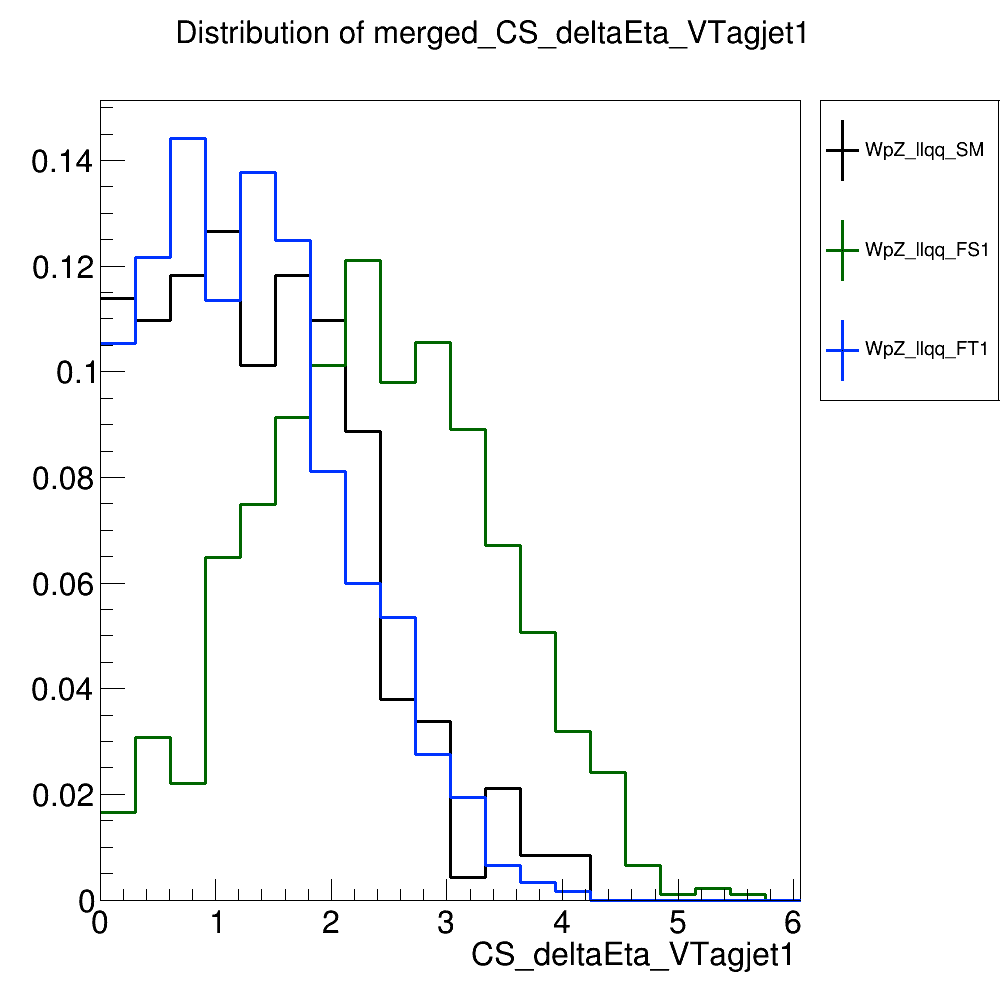 Distribution of merged_CS_deltaEta_VTagjet1
0.14
0.12
0.1
0.08
0.06
0.04
0.02
0
0 1 2 3 4 5 6
CS_deltaEta_VTagjet1
WpZ_llqq_SM
WpZ_llqq_FS1
WpZ_llqq_FT1